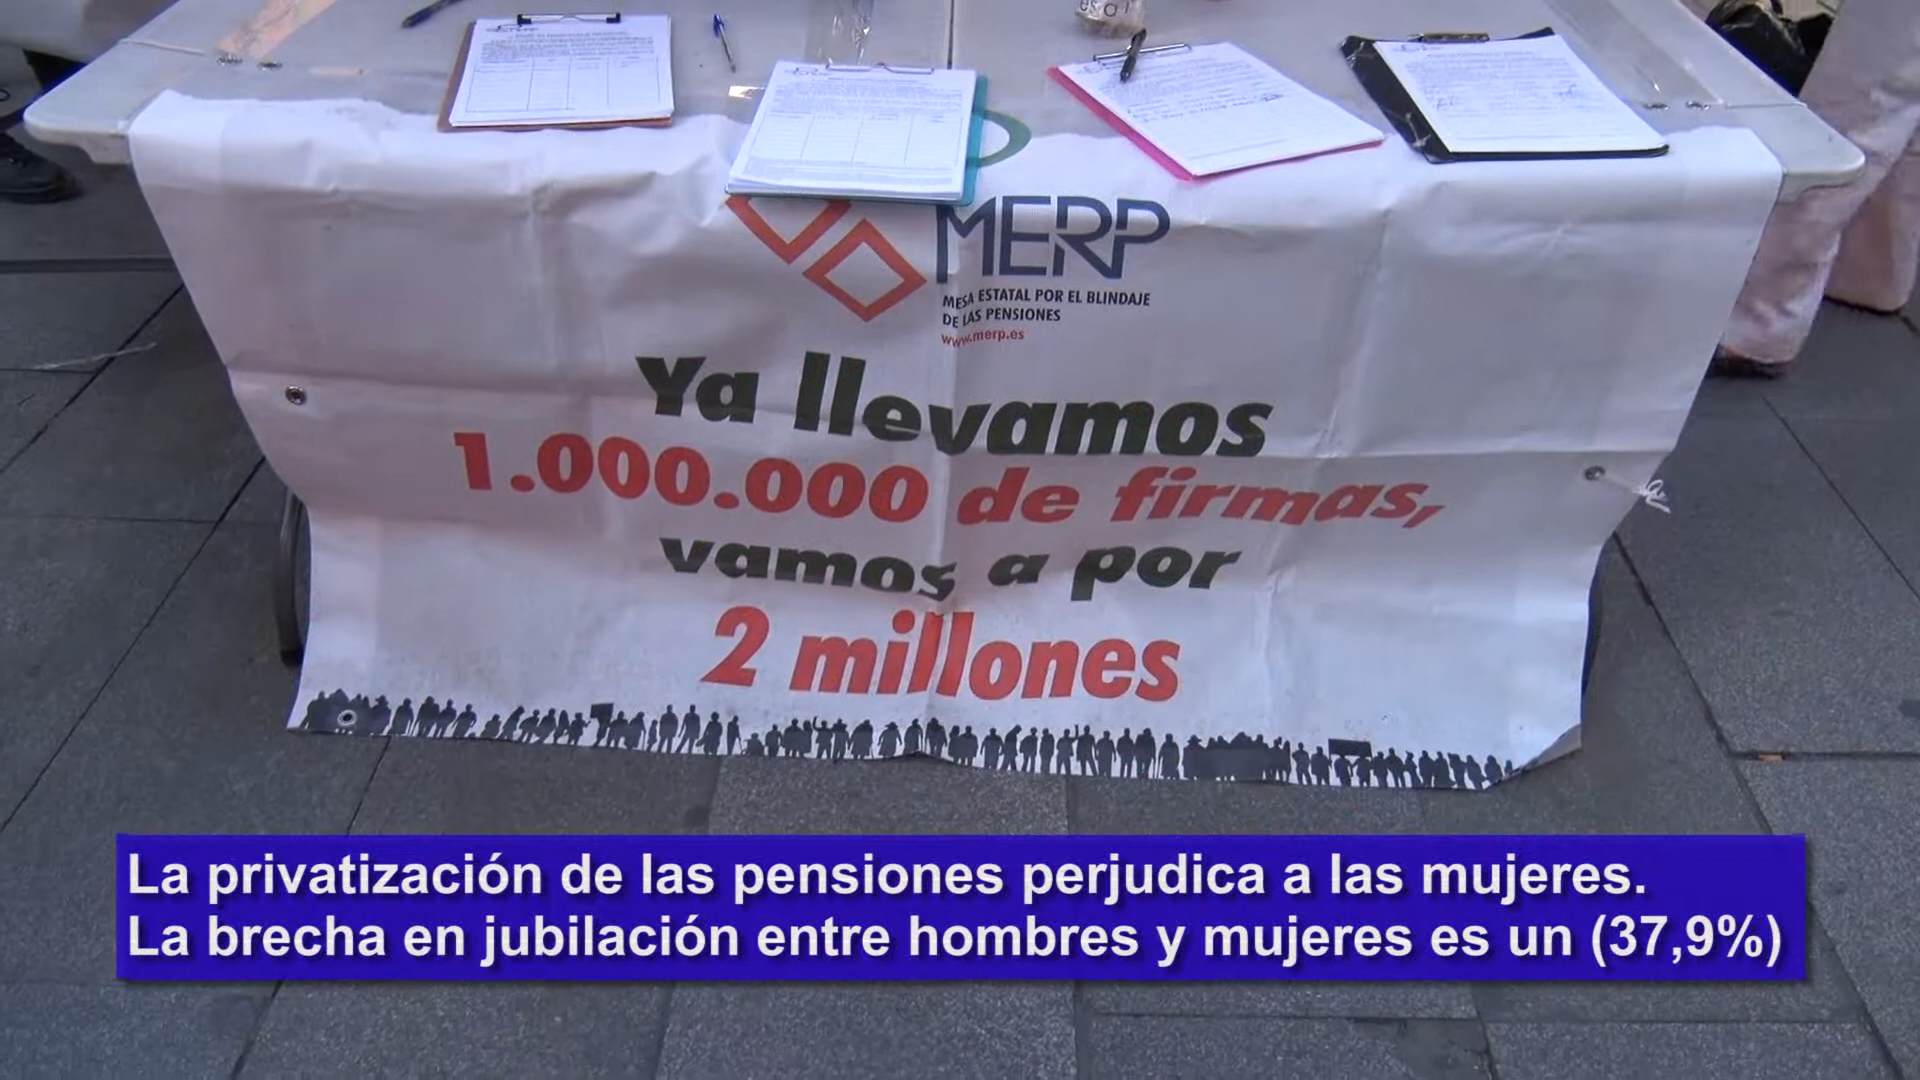 MERP
MESA ESTATAL POR EL BLINDAJE
DE LAS PENSIONES
www.merp.es
Ya llevamos
1.000.000 de firmas,
vamos a por
2 millones
La privatización de las pensiones perjudica a las mujeres.
La brecha en jubilación entre hombres y mujeres es un (37,9%)